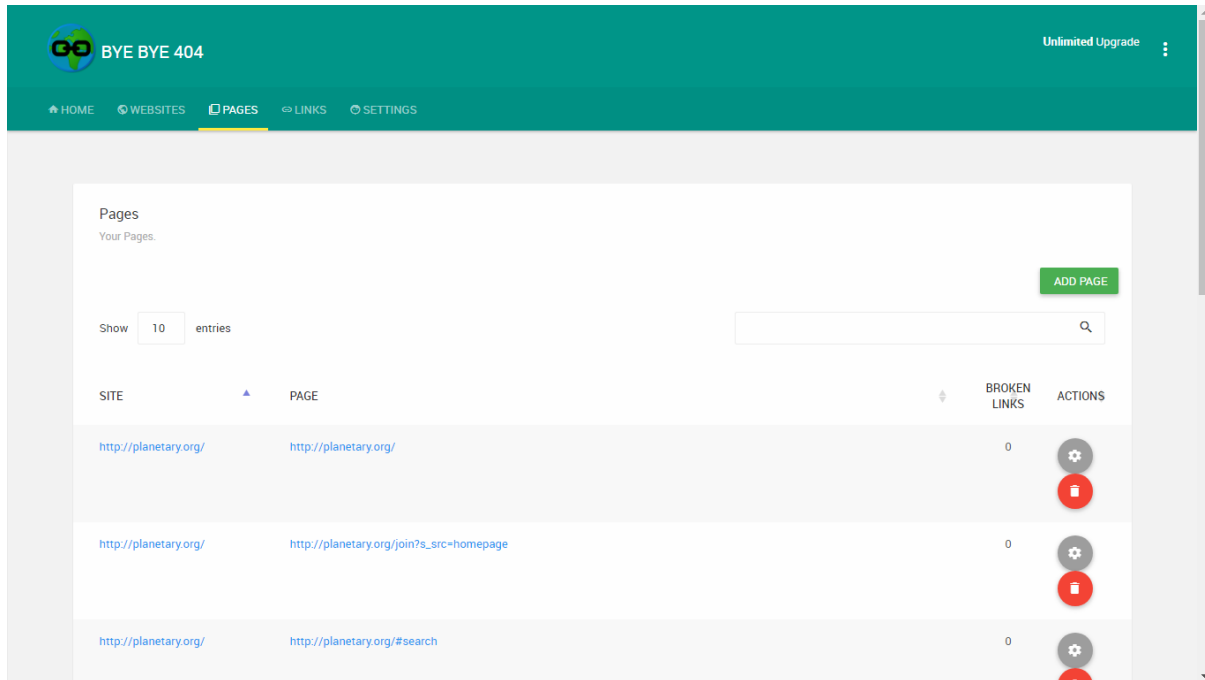 BYE BYE 404
Unlimited Upgrade
HOME WEBSITES PAGES LINKS SETTINGS
Pages
Your Pages.
ADD PAGE
Show 10 entries
SITE PAGE BROKEN LINKS ACTIONS
http://planetary.org/ http://planetary.org/ 0
http://planetary.org/ http://planetary.org/join?s_src=homepage 0
http://planetary.org/ http://planetary.org/#search 0